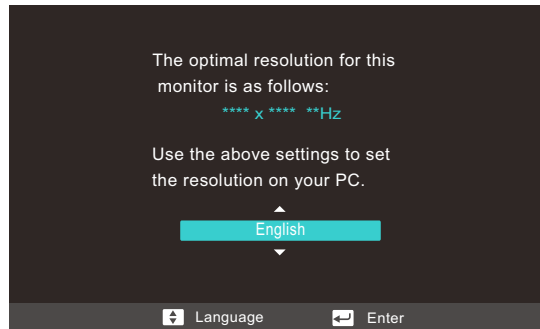 The optimal resolution for this
monitor is as follows:
**** x **** **Hz
Use the above settings to set
the resolution on your PC.
English
Language Enter